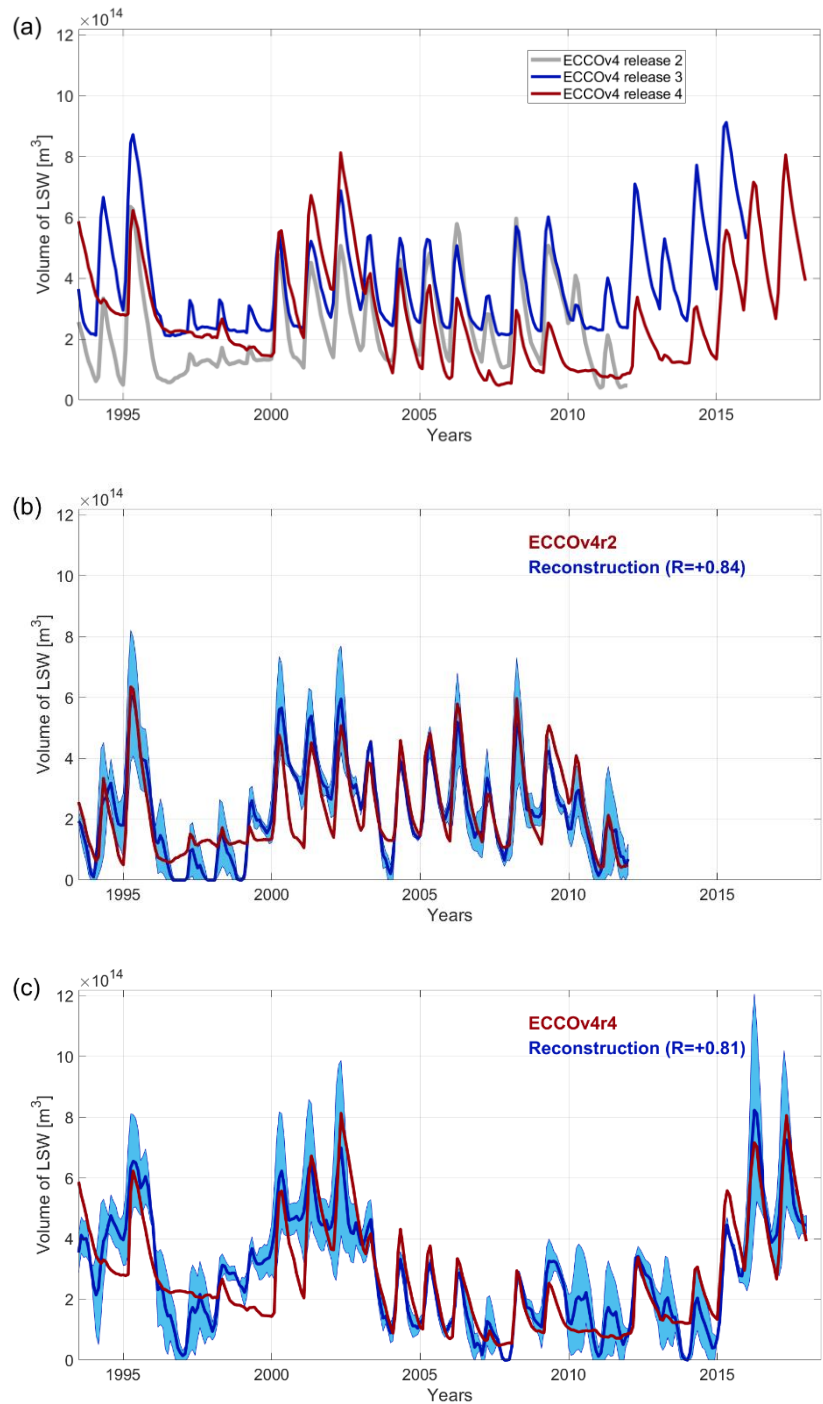 (a)
×10^14
12
10
8
6
4
2
0
Volume of LSW [m^3]
ECCOv4 release 2
ECCOv4 release 3
ECCOv4 release 4
1995
2000
2005
2010
2015
Years
(b)
×10^14
12
10
8
6
4
2
0
Volume of LSW [m^3]
ECCOv4r2
Reconstruction (R=+0.84)
1995
2000
2005
2010
2015
Years
(c)
×10^14
12
10
8
6
4
2
0
Volume of LSW [m^3]
ECCOv4r4
Reconstruction (R=+0.81)
1995
2000
2005
2010
2015
Years